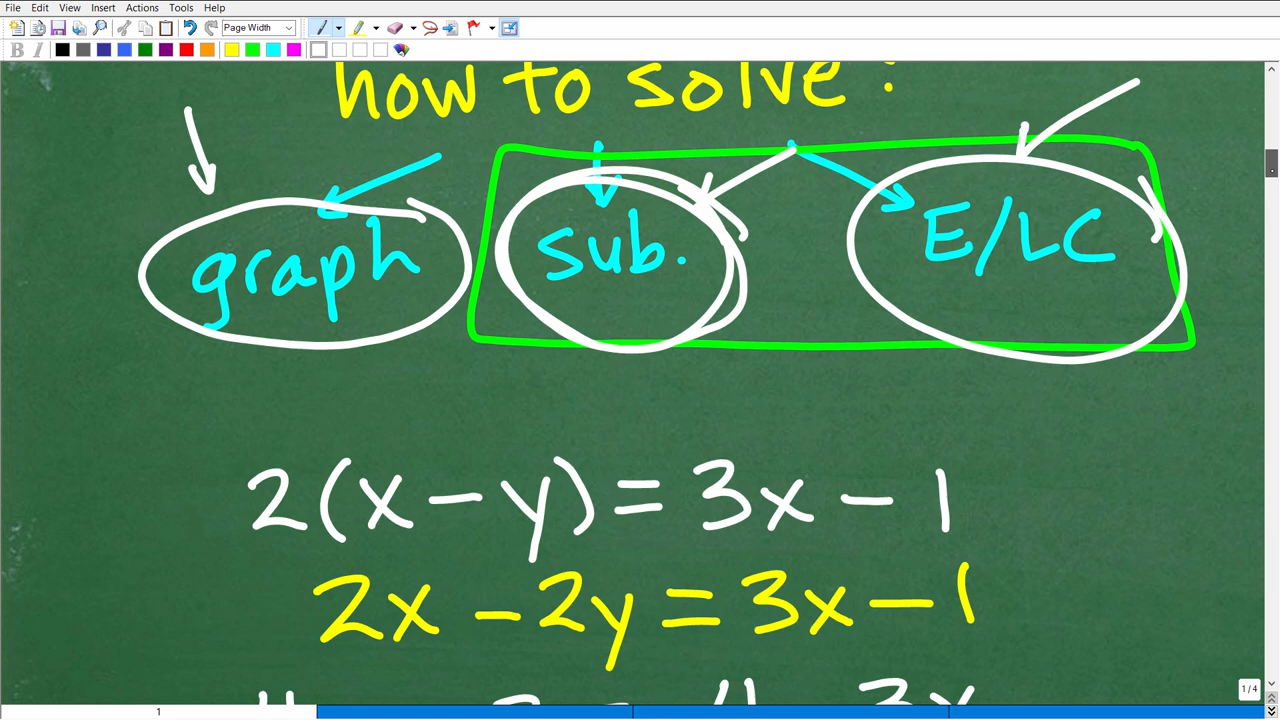 File Edit View Insert Actions Tools Help
Page Width
B I
how to solve:
graph sub. E/LC
2(x-y)=3x-1
2x-2y=3x-1
1/4
1